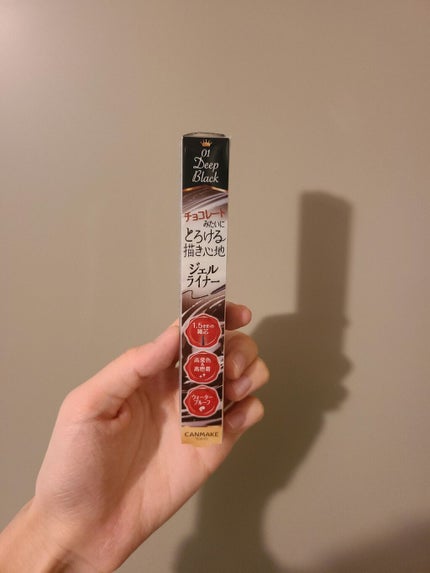 01
Deep
Black
チョコレート
みたいに
とろける
描き心地
ジェル
ライナー
1.5mmの
細芯
高発色
&
高密着
ウォーター
プルーフ
CANMAKE
TOKYO